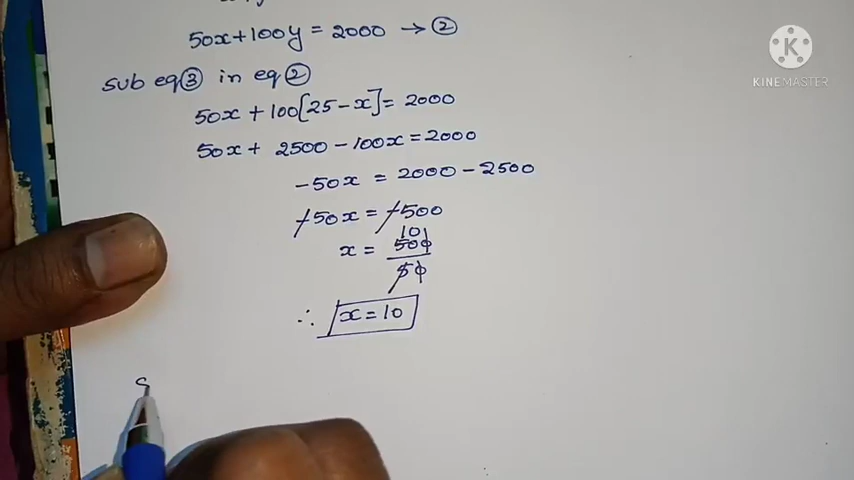 50x+100y = 2000 → ②
sub eq③ in eq②
50x + 100[25-x] = 2000
50x + 2500 - 100x = 2000
-50x = 2000 - 2500
-50x = -500
10
x = 500
50
∴ x = 10
S
K
KINEMASTER